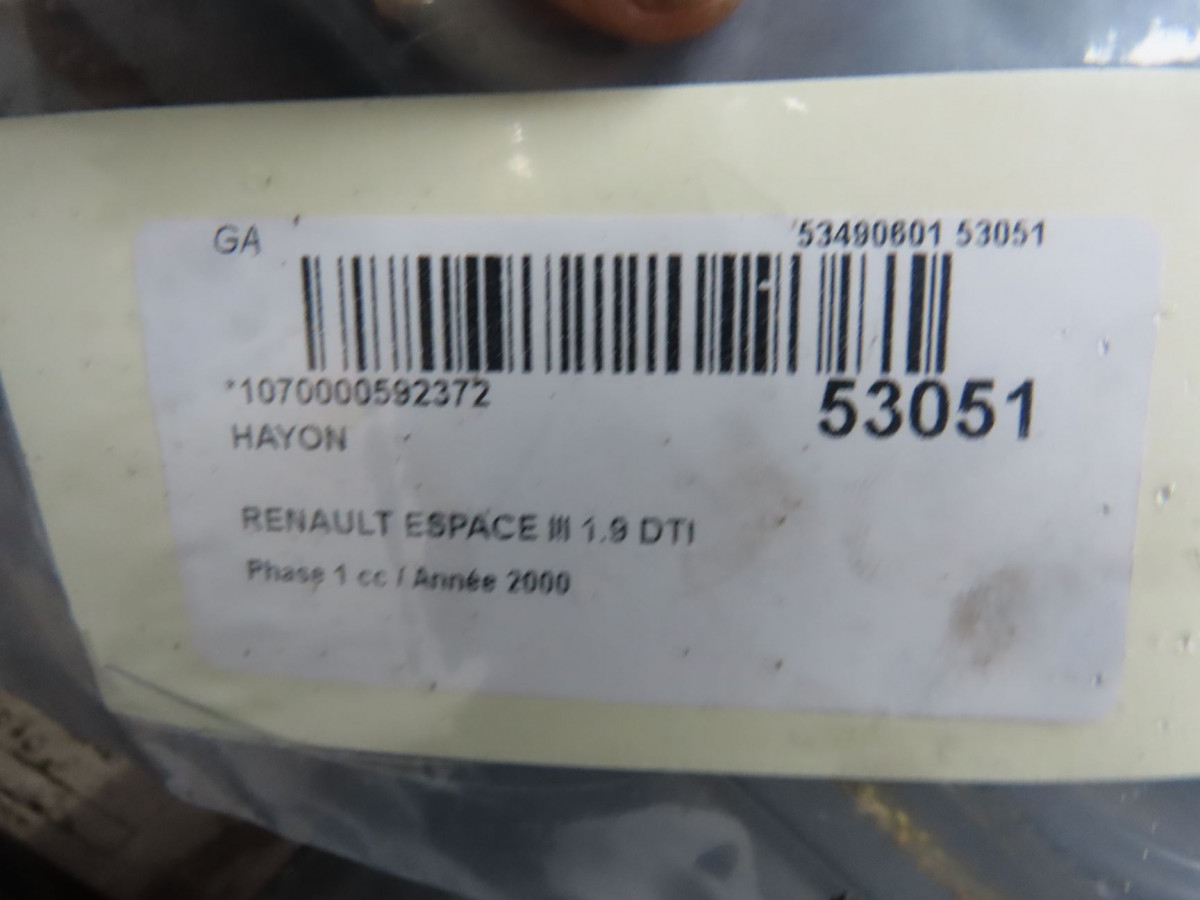 GA
'53490601 53051
*1070000592372
53051
HAYON
RENAULT ESPACE III 1.9 DTI
Phase 1 cc / Année 2000